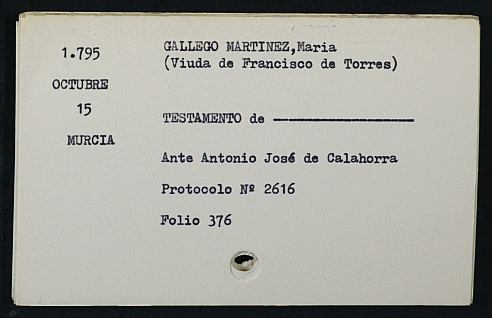 1.795
OCTUBRE
15
MURCIA
GALLEGO MARTINEZ,Maria
(Viuda de Francisco de Torres)
TESTAMENTO de ------------------
Ante Antonio José de Calahorra
Protocolo Nº 2616
Folio 376